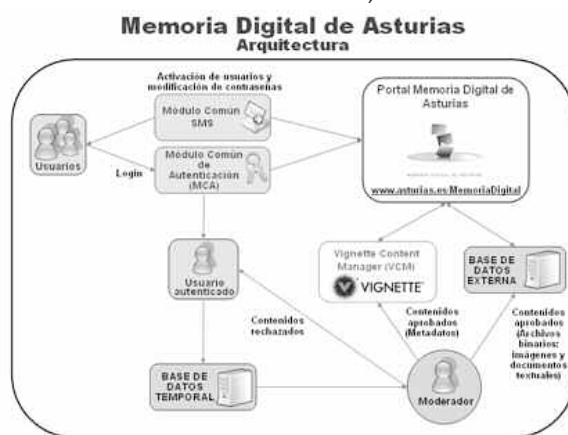 Memoria Digital de Asturias
Arquitectura
Activación de usuarios y
modificación de contraseñas
Módulo Común
SMS
Portal Memoria Digital de
Asturias
www.asturias.es/MemoriaDigital
Usuarios
Login
Módulo Común
de
Autenticación
(MCA)
Usuario
autenticado
Vignette Content
Manager (VCM)
VIGNETTE
BASE DE
DATOS
EXTERNA
Contenidos
rechazados
Contenidos
aprobados
(Metadatos)
Contenidos
aprobados
(Archivos
binarios:
imágenes y
documentos
textuales)
BASE DE
DATOS
TEMPORAL
Moderador